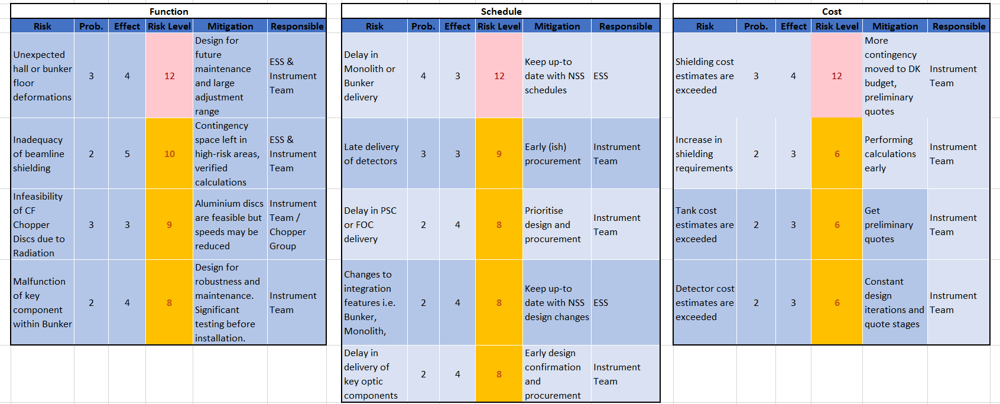 Function
Risk Prob. Effect Risk Level Mitigation Responsible
Unexpected
hall or bunker
floor
deformations
3
4
12
Design for
future
maintenance
and large
adjustment
range
ESS &
Instrument
Team
Inadequacy
of beamline
shielding
2
5
10
Contingency
space left in
high-risk areas,
verified
calculations
ESS &
Instrument
Team
Infeasibility
of CF
Chopper
Discs due to
Radiation
3
3
9
Aluminium discs
are feasible but
speeds may be
reduced
Instrument
Team /
Chopper
Group
Malfunction
of key
component
within Bunker
2
4
8
Design for
robustness and
maintenance.
Significant
testing before
installation.
Instrument
Team
Schedule
Risk Prob. Effect Risk Level Mitigation Responsible
Delay in
Monolith or
Bunker
delivery
4
3
12
Keep up-to
date with NSS
schedules
ESS
Late delivery
of detectors
3
3
9
Early (ish)
procurement
Instrument
Team
Delay in PSC
or FOC
delivery
2
4
8
Prioritise
design and
procurement
Instrument
Team
Changes to
integration
features i.e.
Bunker,
Monolith,
2
4
8
Keep up-to
date with NSS
design changes
ESS
Delay in
delivery of
key optic
components
2
4
8
Early design
confirmation
and
procurement
Instrument
Team
Cost
Risk Prob. Effect Risk Level Mitigation Responsible
Shielding cost
estimates are
exceeded
3
4
12
More
contingency
moved to DK
budget,
preliminary
quotes
Instrument
Team
Increase in
shielding
requirements
2
3
6
Performing
calculations
early
Instrument
Team
Tank cost
estimates are
exceeded
2
3
6
Get
preliminary
quotes
Instrument
Team
Detector cost
estimates are
exceeded
2
3
6
Constant
design
iterations and
quote stages
Instrument
Team